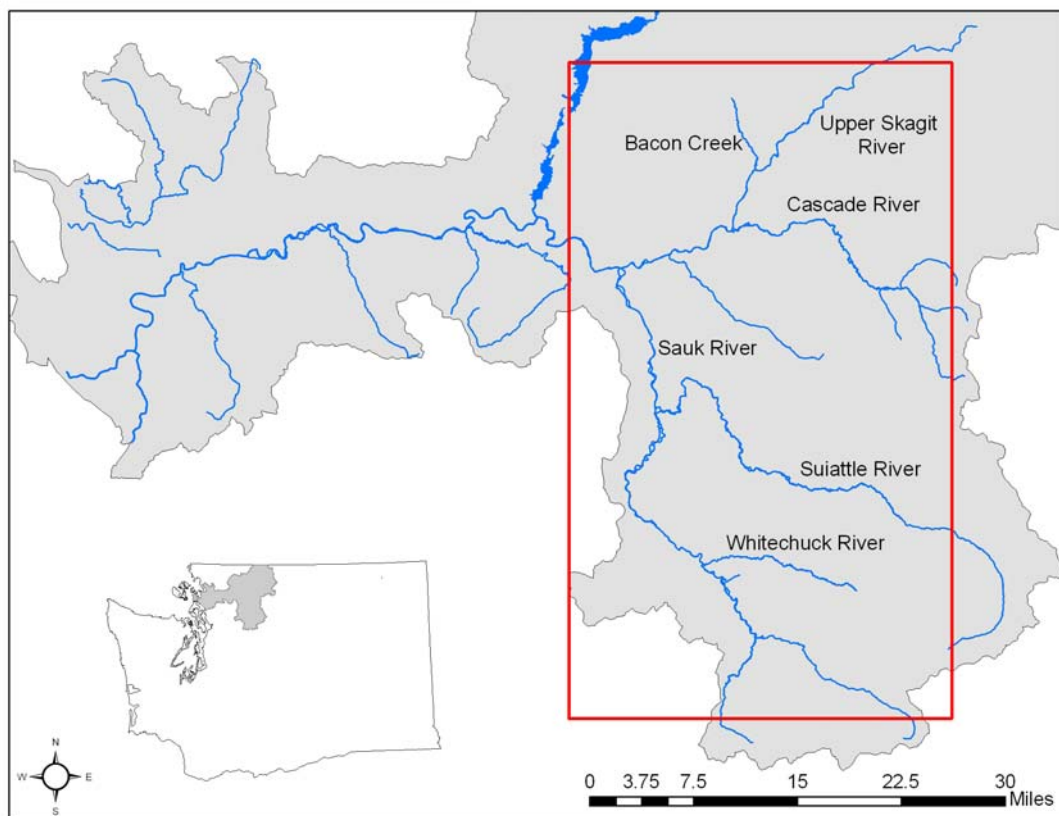 Bacon Creek
Upper Skagit
River
Cascade River
Sauk River
Suiattle River
Whitechuck River
N
W
E
S
0
3.75
7.5
15
22.5
30
Miles